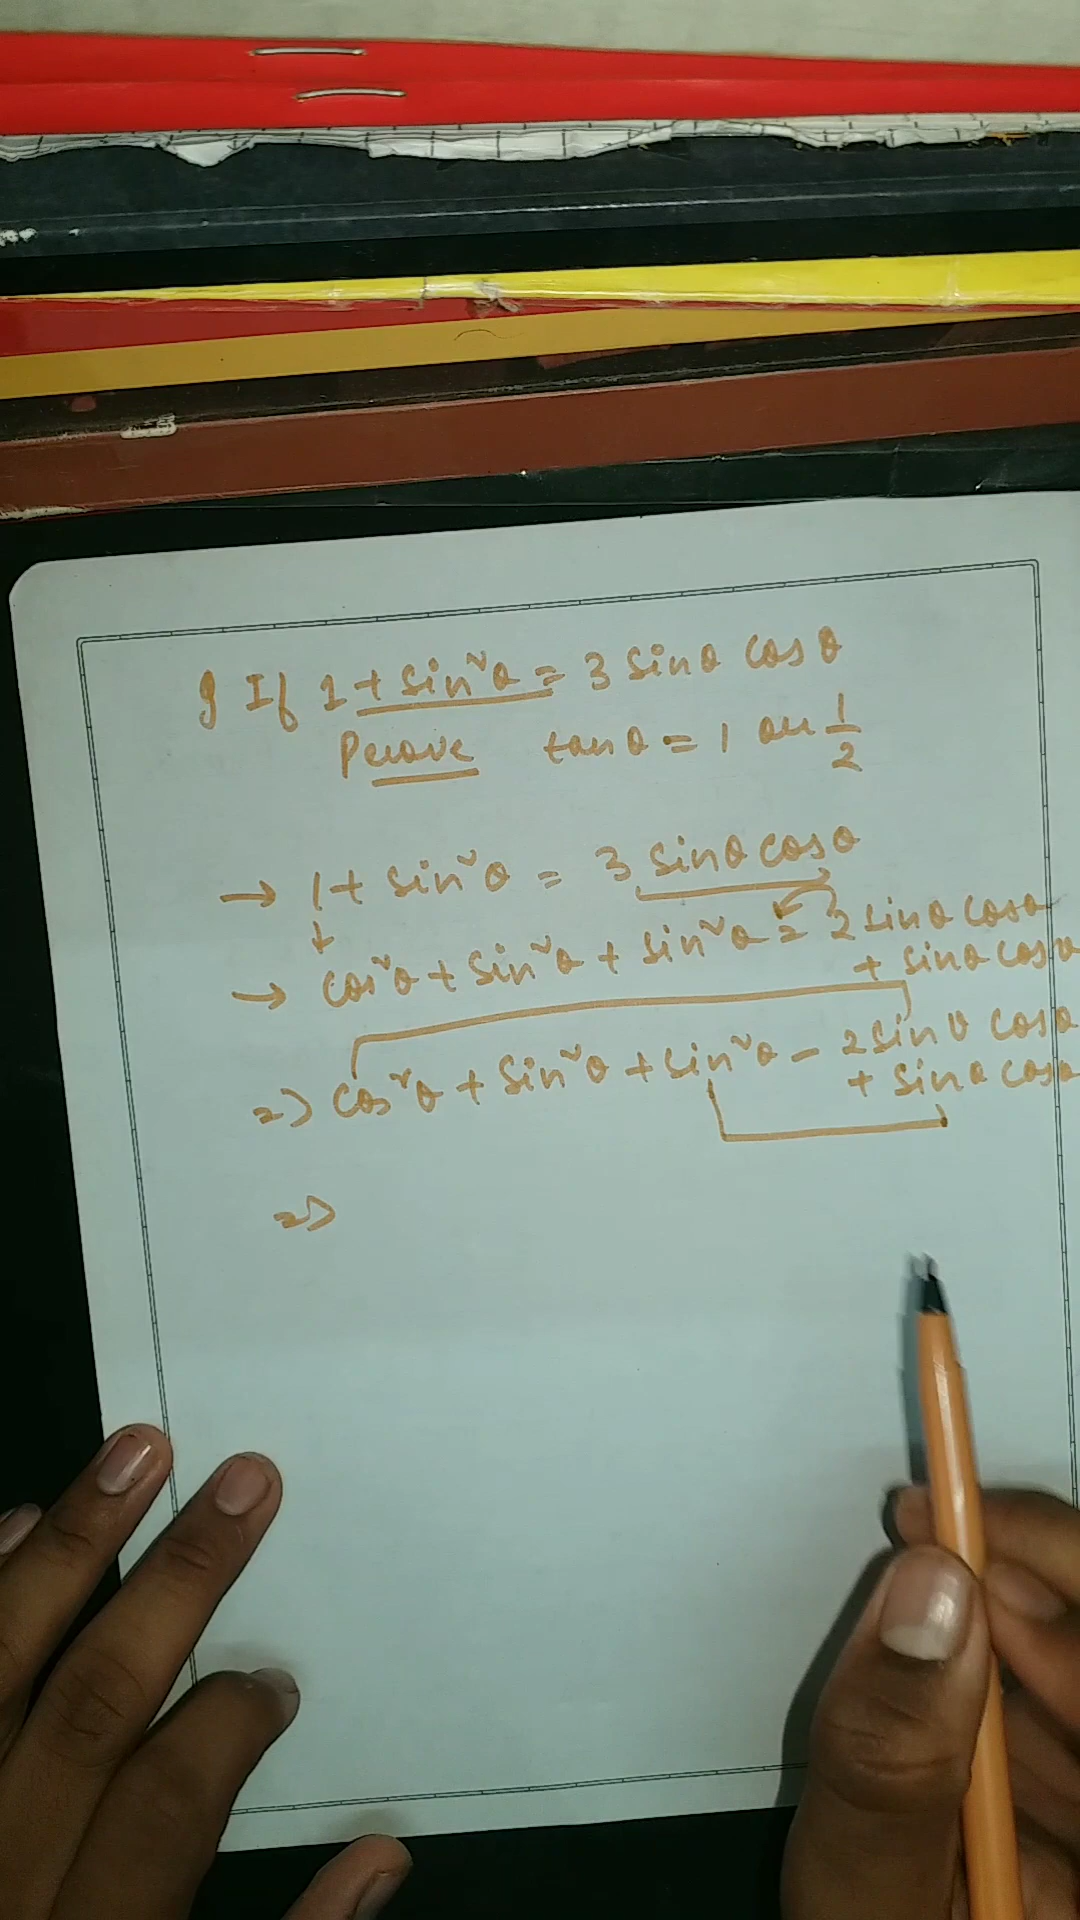 g If 1 + sin²θ = 3 sinθ cosθ
Prove tanθ = 1 or 1/2
→ 1 + sin²θ = 3 sinθ cosθ
↓
→ cos²θ + sin²θ + sin²θ = 2 sinθ cosθ
+ sinθ cosθ
=> cos²θ + sin²θ + sin²θ - 2 sinθ cosθ
+ sinθ cosθ
=>